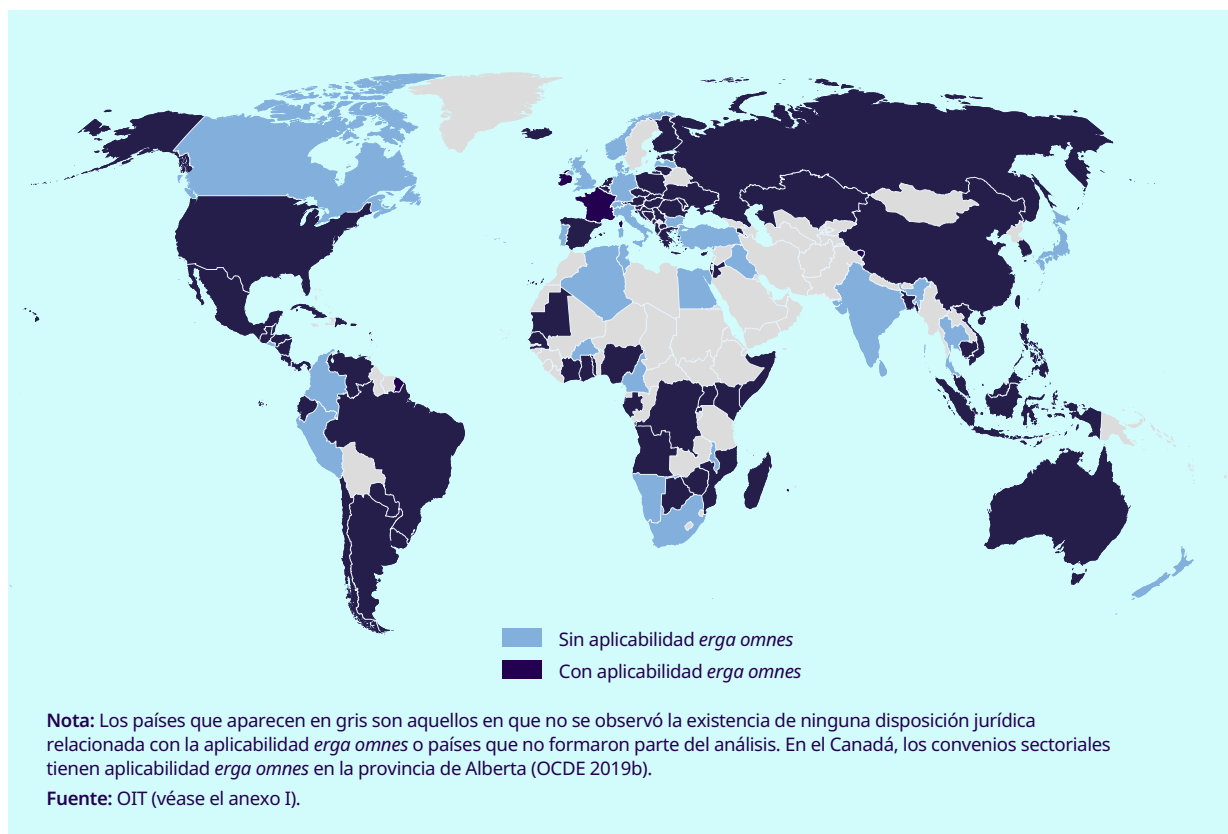 Sin aplicabilidad erga omnes
Con aplicabilidad erga omnes
Nota: Los países que aparecen en gris son aquellos en que no se observó la existencia de ninguna disposición jurídica
relacionada con la aplicabilidad erga omnes o países que no formaron parte del análisis. En el Canadá, los convenios sectoriales
tienen aplicabilidad erga omnes en la provincia de Alberta (OCDE 2019b).
Fuente: OIT (véase el anexo I).